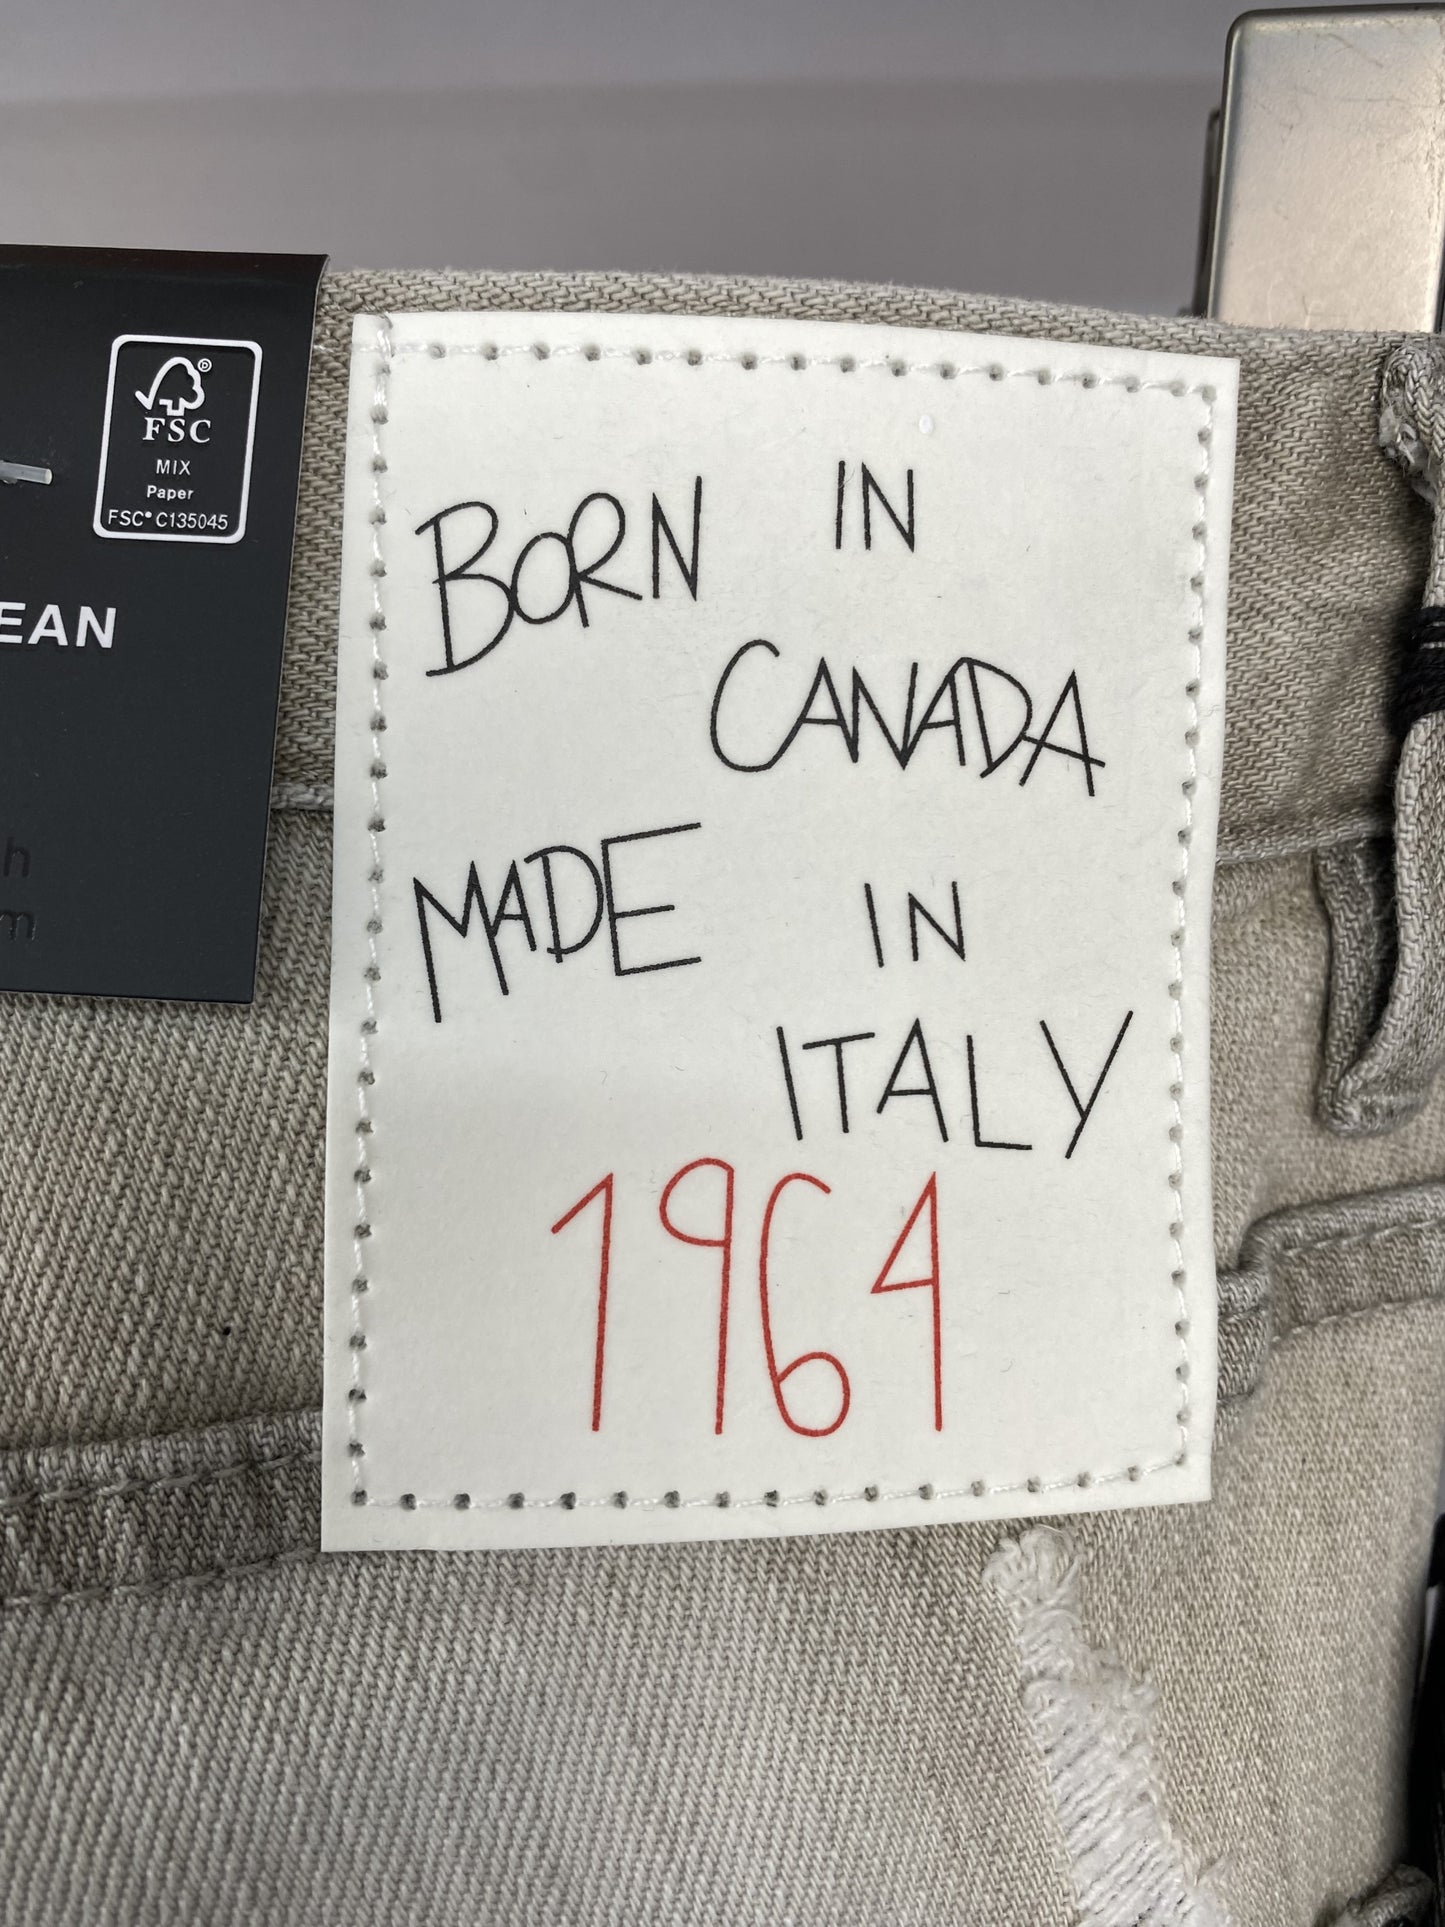 FSC
MIX
Paper
FSC® C135045
EAN
h
m
BORN IN
CANADA
MADE IN
ITALY
1964